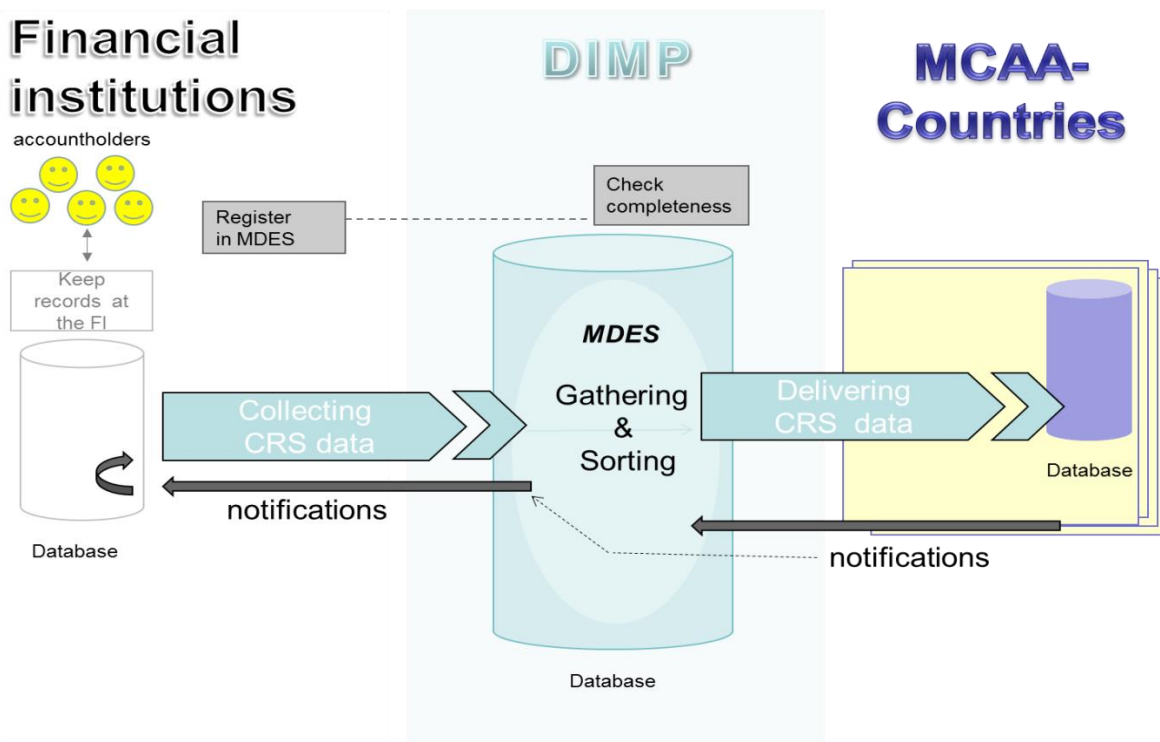 Financial
institutions
accountholders
Keep
records at
the FI
Database
Register
in MDES
Collecting
CRS data
notifications
DIMP
Check
completeness
MDES
Gathering
&
Sorting
Database
MCAA-
Countries
Delivering
CRS data
Database
notifications